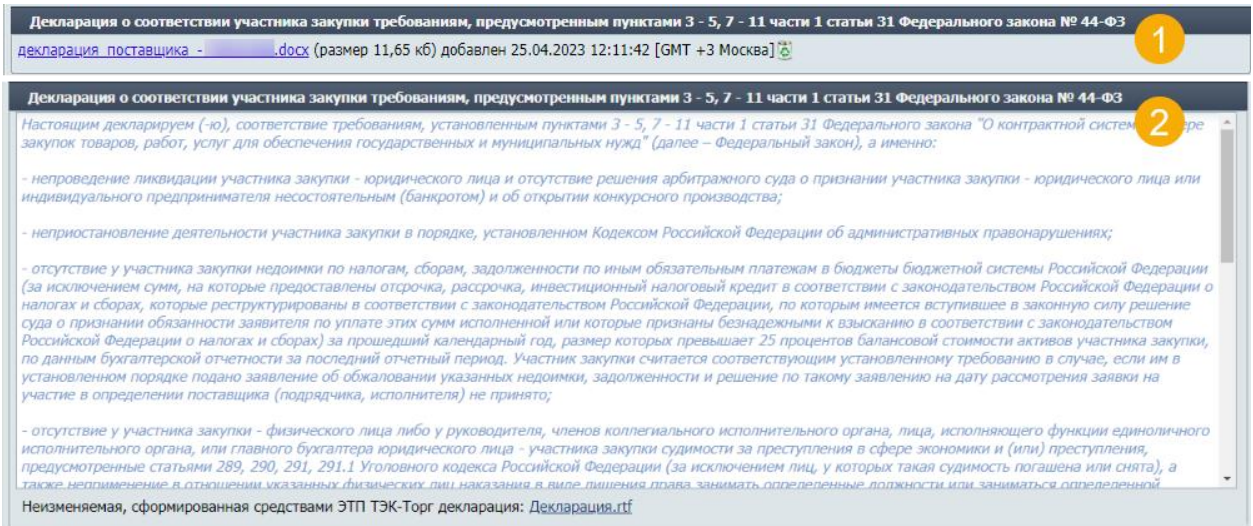 Декларация о соответствии участника закупки требованиям, предусмотренным пунктами 3 - 5, 7 - 11 части 1 статьи 31 Федерального закона № 44-ФЗ
1
декларация поставщика - .docx (размер 11,65 кб) добавлен 25.04.2023 12:11:42 [GMT +3 Москва]
Декларация о соответствии участника закупки требованиям, предусмотренным пунктами 3 - 5, 7 - 11 части 1 статьи 31 Федерального закона № 44-ФЗ
2
Настоящим декларируем (-ю), соответствие требованиям, установленным пунктами 3 - 5, 7 - 11 части 1 статьи 31 Федерального закона "О контрактной систем ере
закупок товаров, работ, услуг для обеспечения государственных и муниципальных нужд" (далее – Федеральный закон), а именно:
- непроведение ликвидации участника закупки - юридического лица и отсутствие решения арбитражного суда о признании участника закупки - юридического лица или
индивидуального предпринимателя несостоятельным (банкротом) и об открытии конкурсного производства;
- неприостановление деятельности участника закупки в порядке, установленном Кодексом Российской Федерации об административных правонарушениях;
- отсутствие у участника закупки недоимки по налогам, сборам, задолженности по иным обязательным платежам в бюджеты бюджетной системы Российской Федерации
(за исключением сумм, на которые предоставлены отсрочка, рассрочка, инвестиционный налоговый кредит в соответствии с законодательством Российской Федерации о
налогах и сборах, которые реструктурированы в соответствии с законодательством Российской Федерации, по которым имеется вступившее в законную силу решение
суда о признании обязанности заявителя по уплате этих сумм исполненной или которые признаны безнадежными к взысканию в соответствии с законодательством
Российской Федерации о налогах и сборах) за прошедший календарный год, размер которых превышает 25 процентов балансовой стоимости активов участника закупки,
по данным бухгалтерской отчетности за последний отчетный период. Участник закупки считается соответствующим установленному требованию в случае, если им в
установленном порядке подано заявление об обжаловании указанных недоимки, задолженности и решение по такому заявлению на дату рассмотрения заявки на
участие в определении поставщика (подрядчика, исполнителя) не принято;
- отсутствие у участника закупки - физического лица либо у руководителя, членов коллегиального исполнительного органа, лица, исполняющего функции единоличного
исполнительного органа, или главного бухгалтера юридического лица - участника закупки судимости за преступления в сфере экономики и (или) преступления,
предусмотренные статьями 289, 290, 291, 291.1 Уголовного кодекса Российской Федерации (за исключением лиц, у которых такая судимость погашена или снята), а
также неприменение в отношении указанных физических лиц наказания в виде лишения права занимать определенные должности или заниматься определенной
Неизменяемая, сформированная средствами ЭТП ТЭК-Торг декларация: Декларация.rtf